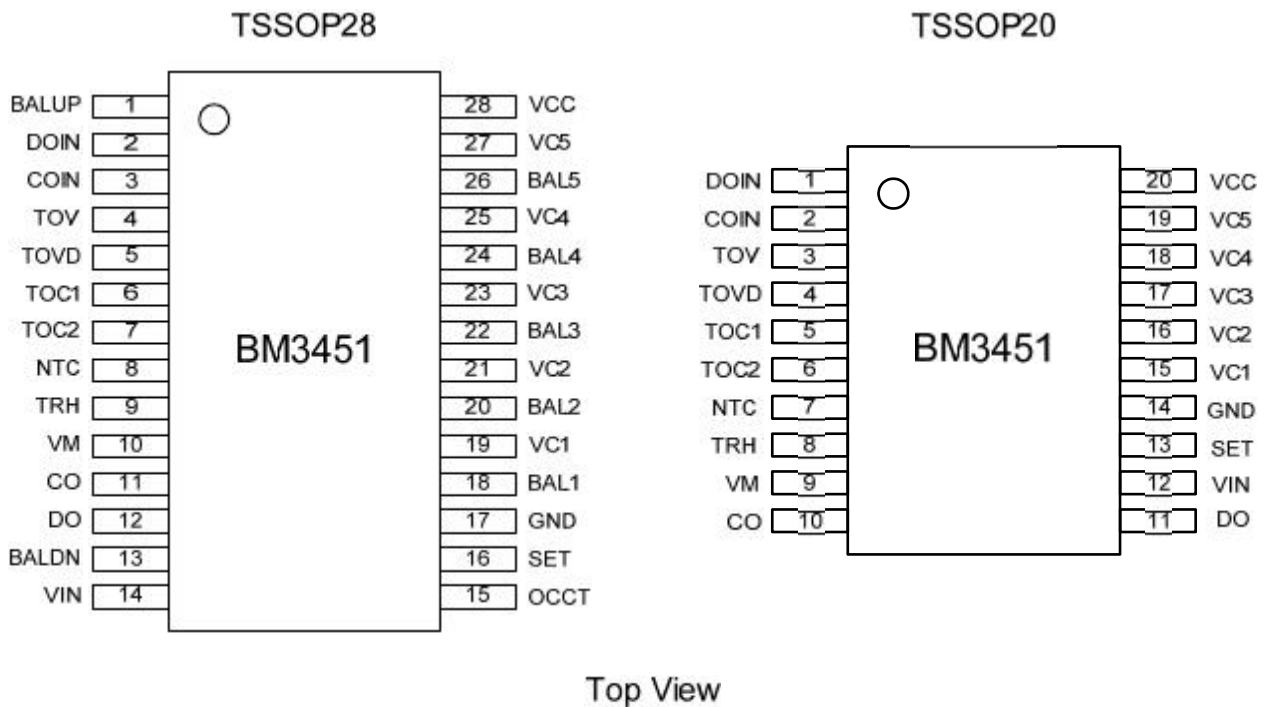 TSSOP28
BALUP 1
DOIN 2
COIN 3
TOV 4
TOVD 5
TOC1 6
TOC2 7
NTC 8
TRH 9
VM 10
CO 11
DO 12
BALDN 13
VIN 14
BM3451
28 VCC
27 VC5
26 BAL5
25 VC4
24 BAL4
23 VC3
22 BAL3
21 VC2
20 BAL2
19 VC1
18 BAL1
17 GND
16 SET
15 OCCT
TSSOP20
DOIN 1
COIN 2
TOV 3
TOVD 4
TOC1 5
TOC2 6
NTC 7
TRH 8
VM 9
CO 10
BM3451
20 VCC
19 VC5
18 VC4
17 VC3
16 VC2
15 VC1
14 GND
13 SET
12 VIN
11 DO
Top View